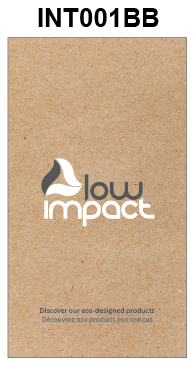 INT001BB
low
impact
Discover our eco-designed products
Découvrez nos produits éco-conçus